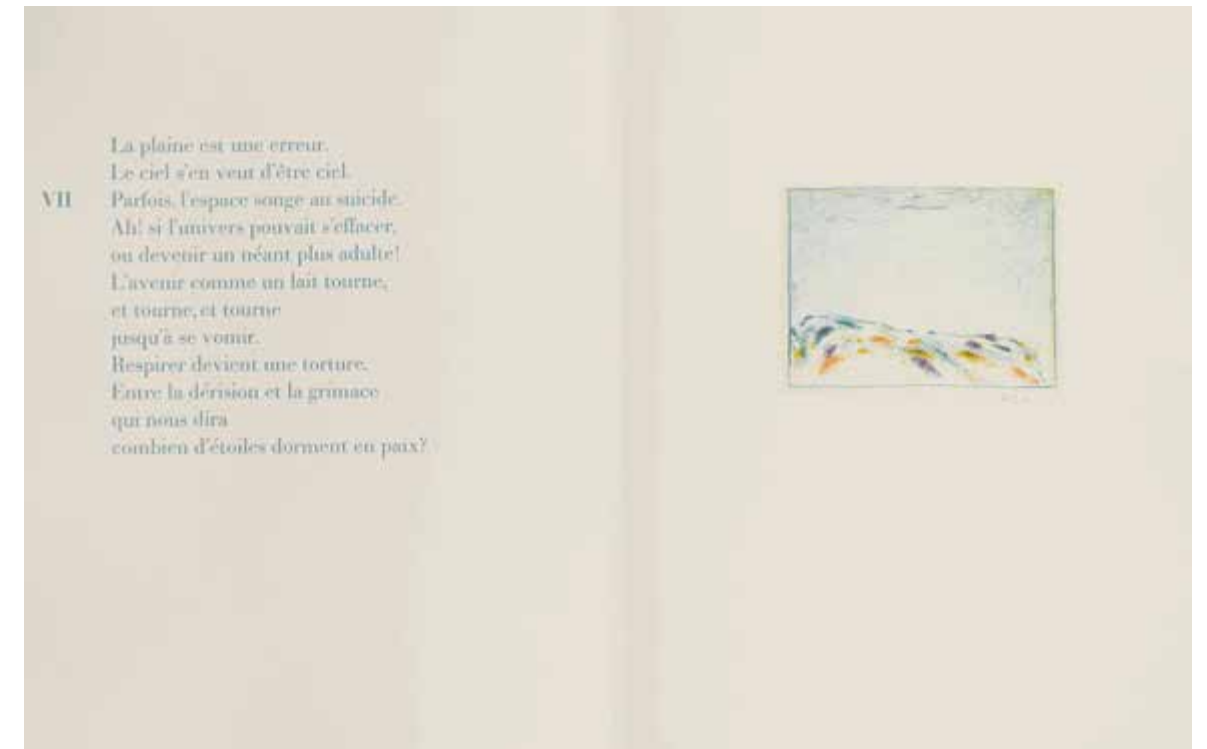 La plaine est une erreur.
Le ciel s'en veut d'être ciel.
VII Parfois, l'espace songe au suicide.
Ah! si l'univers pouvait s'effacer,
ou devenir un néant plus adulte!
L'avenir comme un lait tourne,
et tourne, et tourne
jusqu'à se vomir.
Respirer devient une torture.
Entre la dérision et la grimace
qui nous dira
combien d'étoiles dorment en paix?